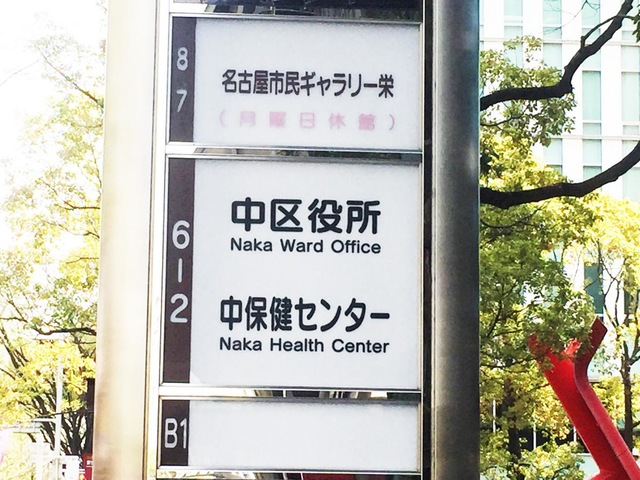 8
7
名古屋市民ギャラリー栄
(月曜日休館)
6
|
2
中区役所
Naka Ward Office
中保健センター
Naka Health Center
B1